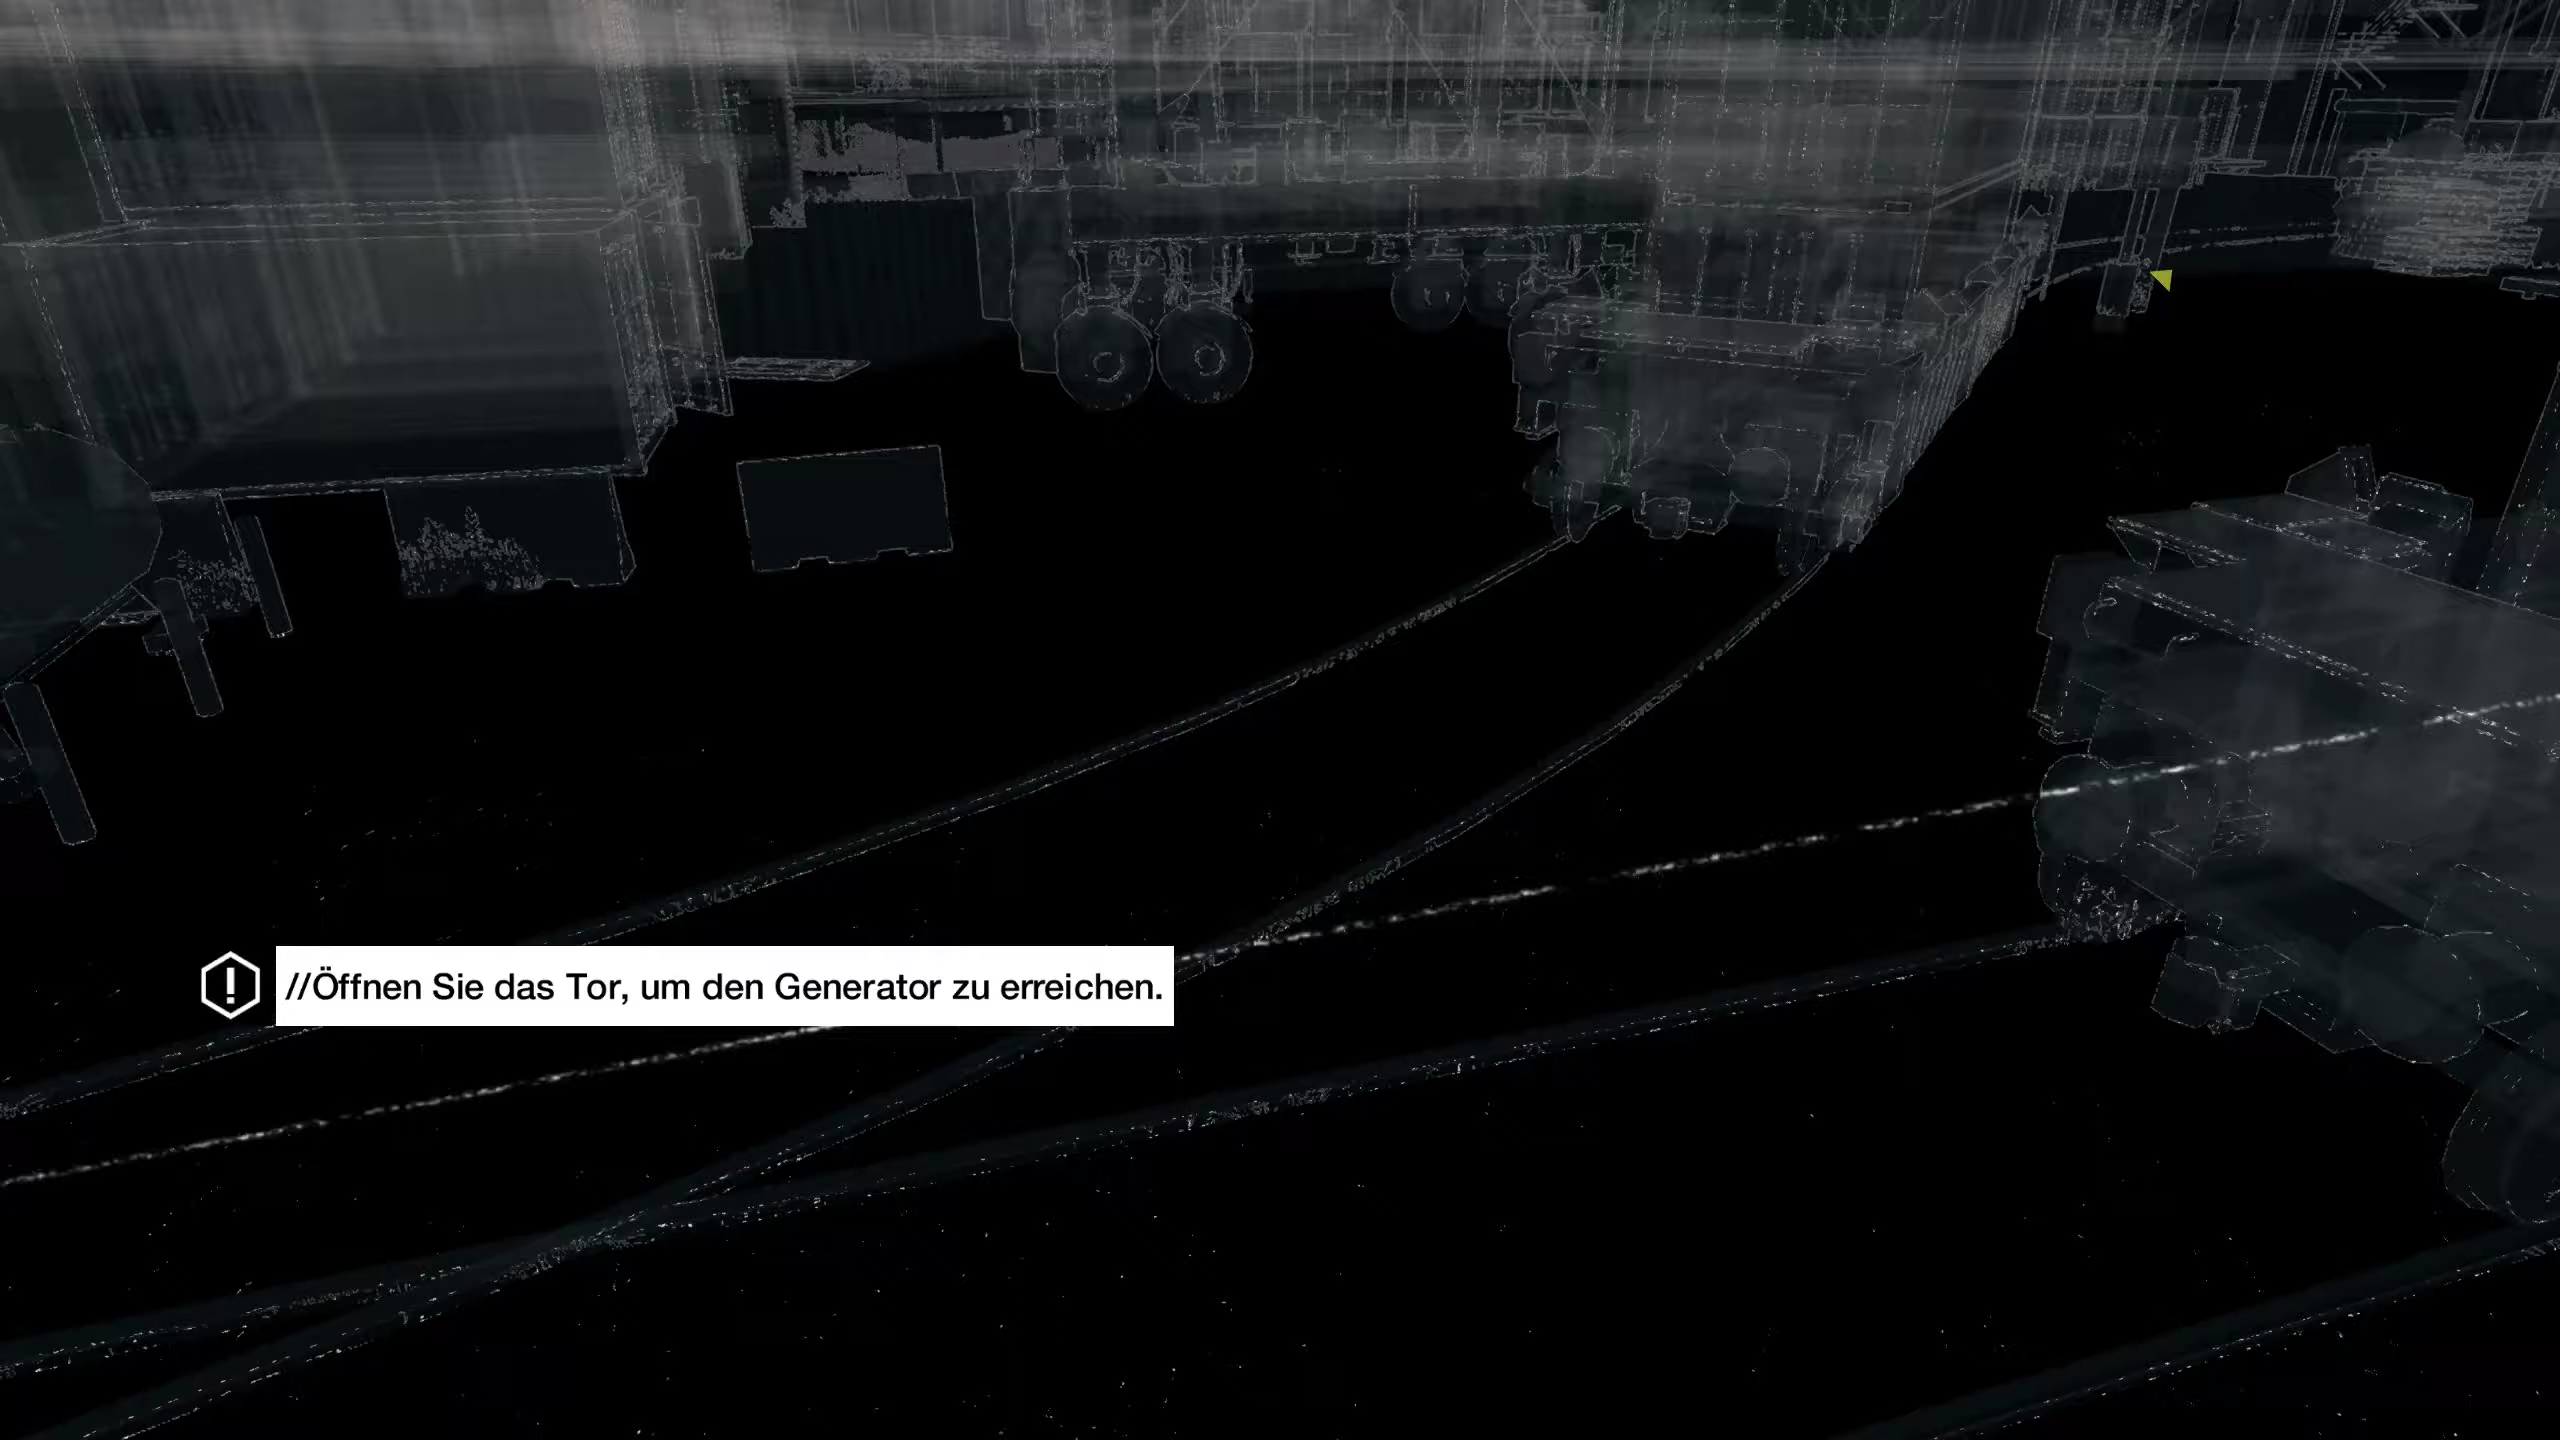 //Öffnen Sie das Tor, um den Generator zu erreichen.